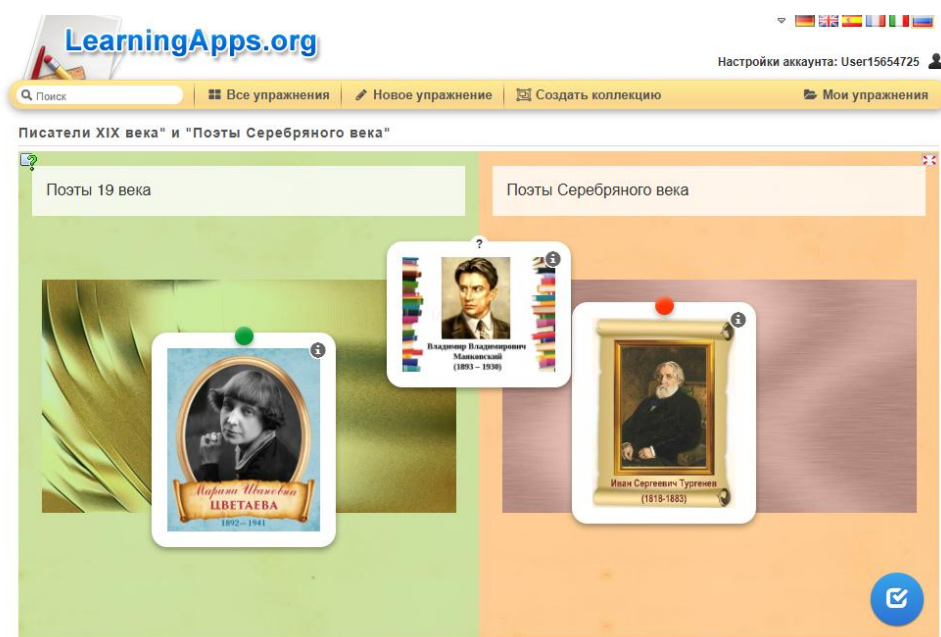 LearningApps.org
Настройки аккаунта: User15654725
Поиск
Все упражнения
Новое упражнение
Создать коллекцию
Мои упражнения
Писатели XIX века" и "Поэты Серебряного века"
Поэты 19 века
Поэты Серебряного века
?
Владимир Владимирович
Маяковский
(1893 – 1930)
Марина Ивановна
ЦВЕТАЕВА
1892–1941
Иван Сергеевич Тургенев
(1818-1883)